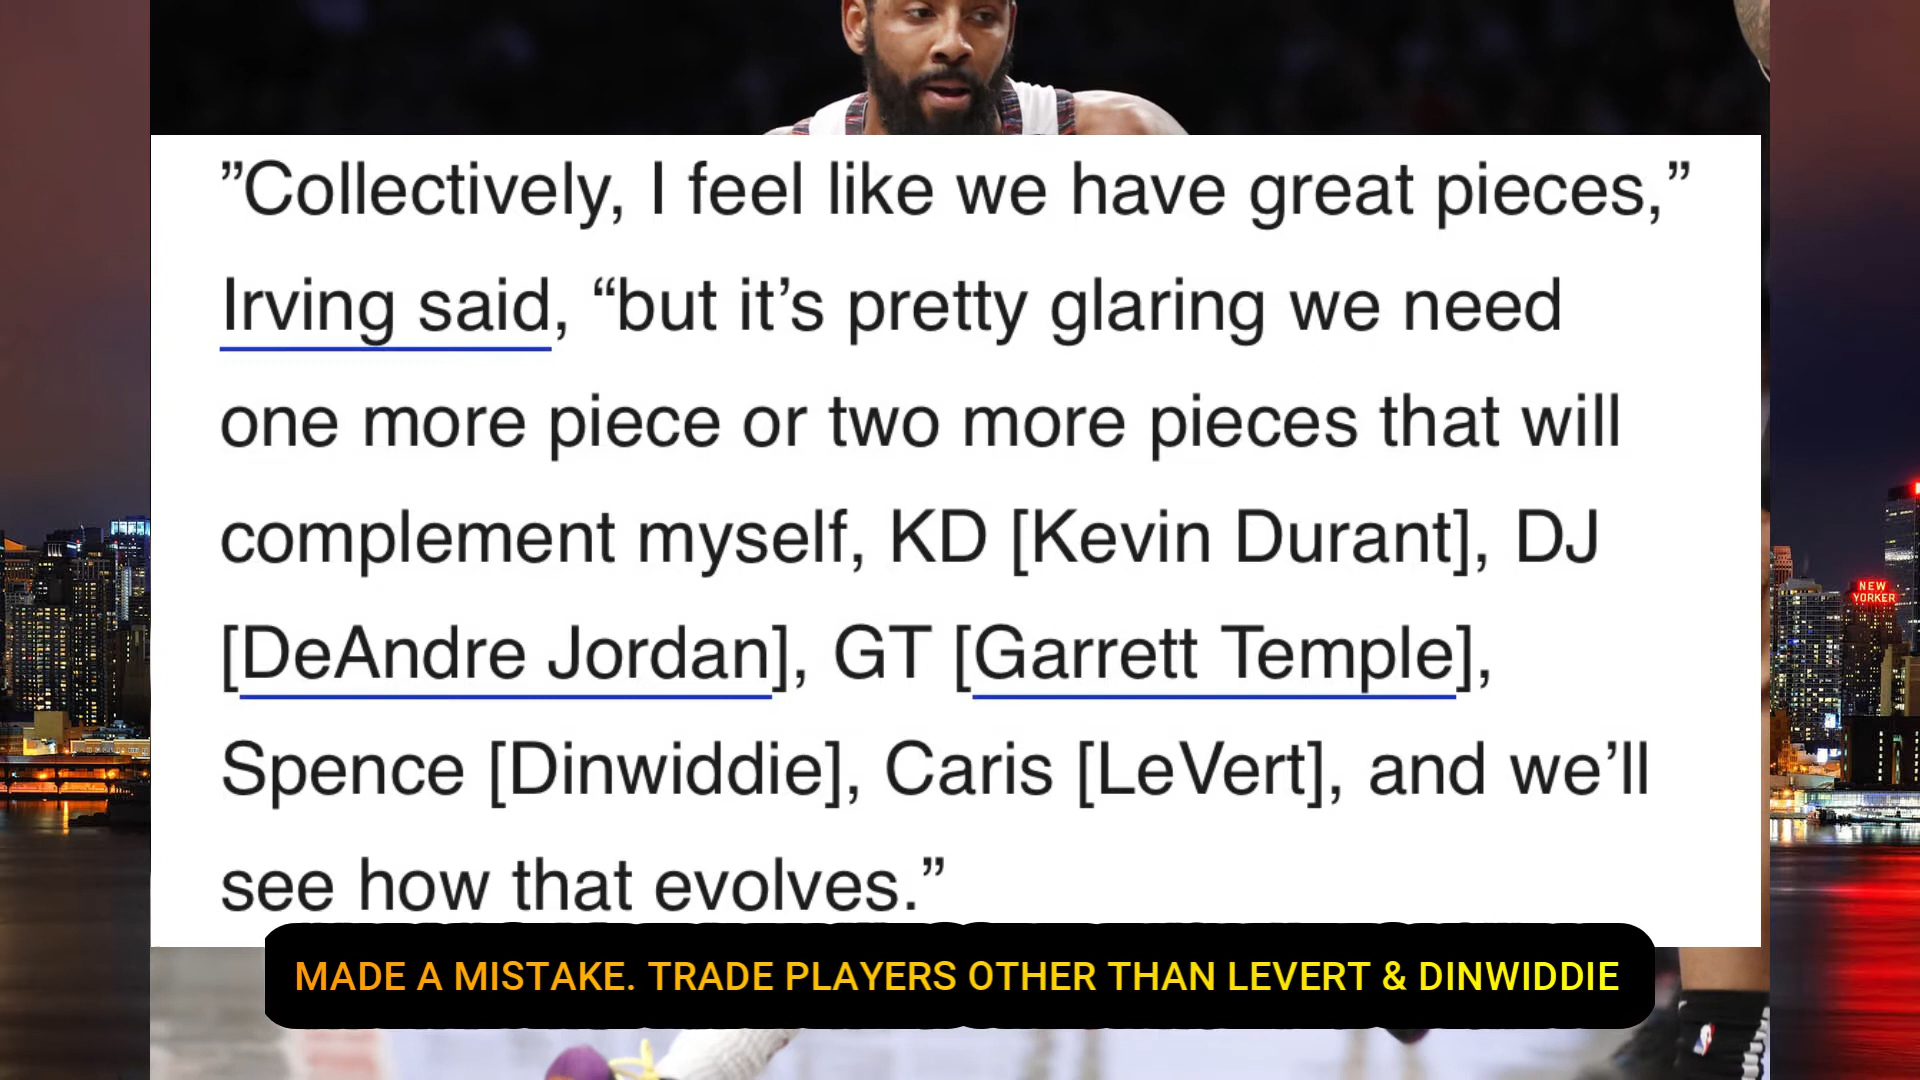 ”Collectively, I feel like we have great pieces,”
Irving said, “but it’s pretty glaring we need
one more piece or two more pieces that will
complement myself, KD [Kevin Durant], DJ
[DeAndre Jordan], GT [Garrett Temple],
Spence [Dinwiddie], Caris [LeVert], and we’ll
see how that evolves.”
NEW
YORKER
MADE A MISTAKE. TRADE PLAYERS OTHER THAN LEVERT & DINWIDDIE